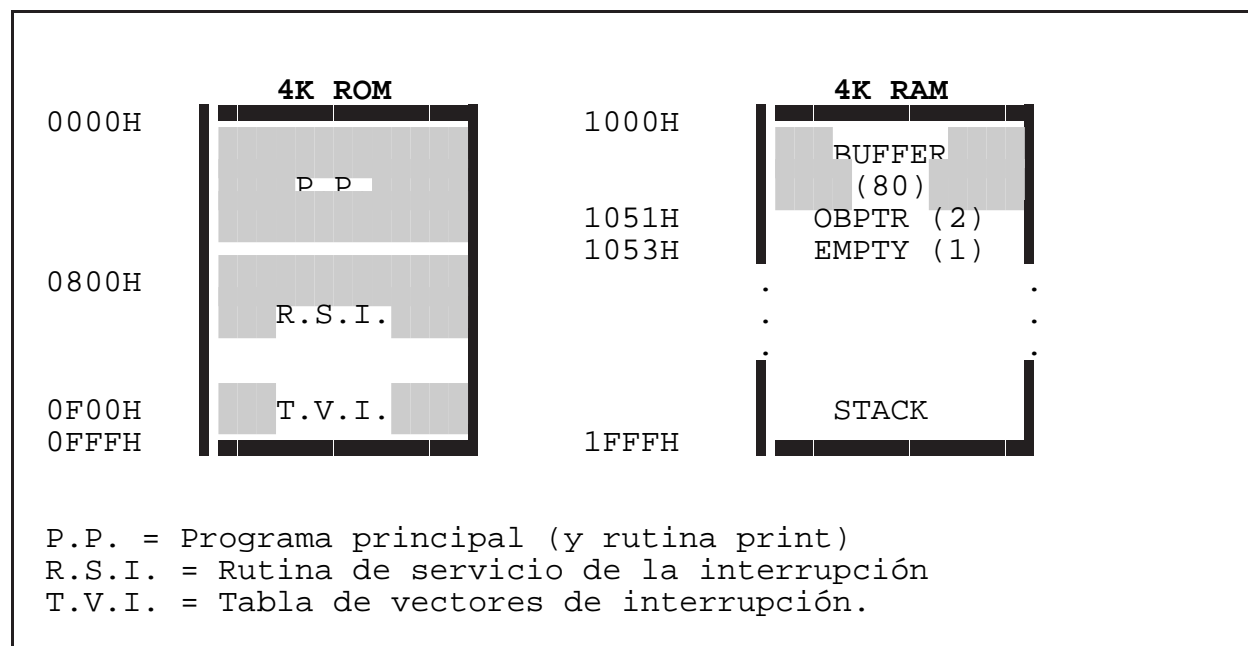 4K ROM
4K RAM
0000H
1000H
BUFFER
P.P.
(80)
1051H
OBPTR (2)
1053H
EMPTY (1)
0800H
R.S.I.
0F00H
T.V.I.
STACK
0FFFH
1FFFH
P.P. = Programa principal (y rutina print)
R.S.I. = Rutina de servicio de la interrupción
T.V.I. = Tabla de vectores de interrupción.